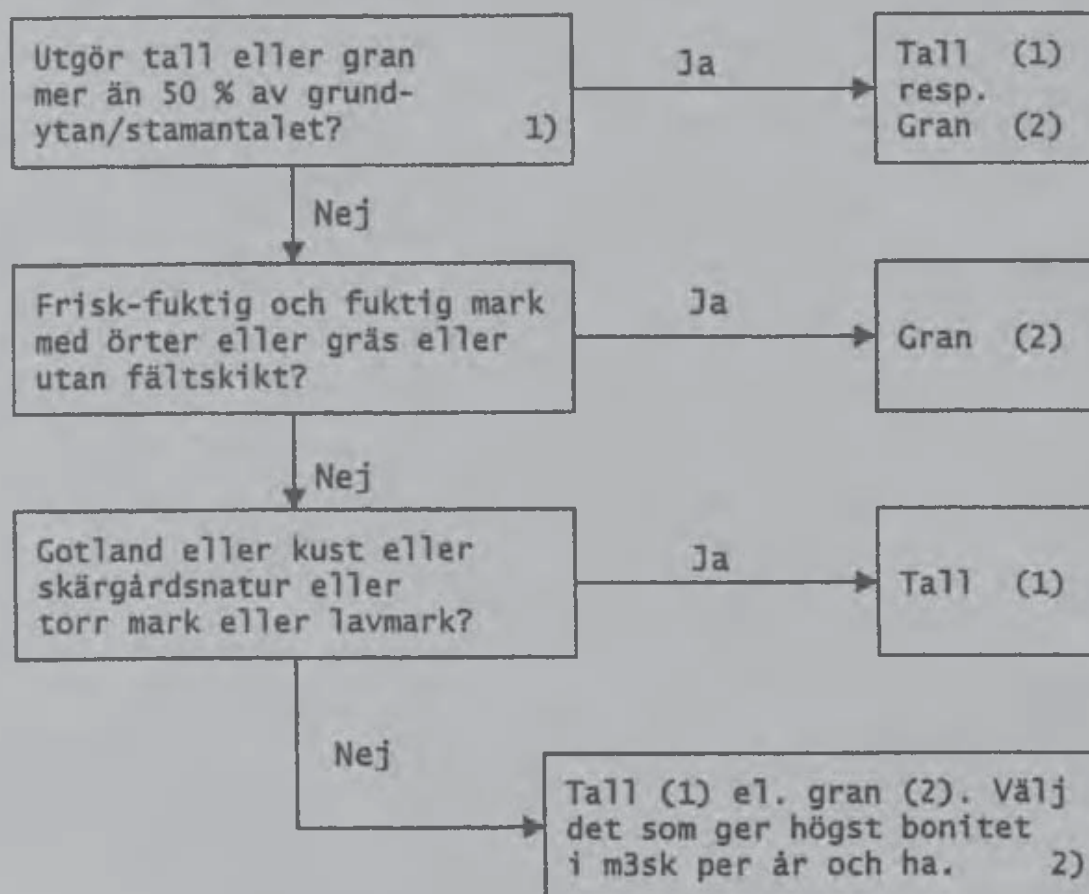 Utgör tall eller gran
mer än 50 % av grund-
ytan/stamantalet? 1)
Ja
Tall (1)
resp.
Gran (2)
Nej
Frisk-fuktig och fuktig mark
med örter eller gräs eller
utan fältskikt?
Ja
Gran (2)
Nej
Gotland eller kust eller
skärgårdsnatur eller
torr mark eller lavmark?
Ja
Tall (1)
Nej
Tall (1) el. gran (2). Välj
det som ger högst bonitet
i m3sk per år och ha. 2)